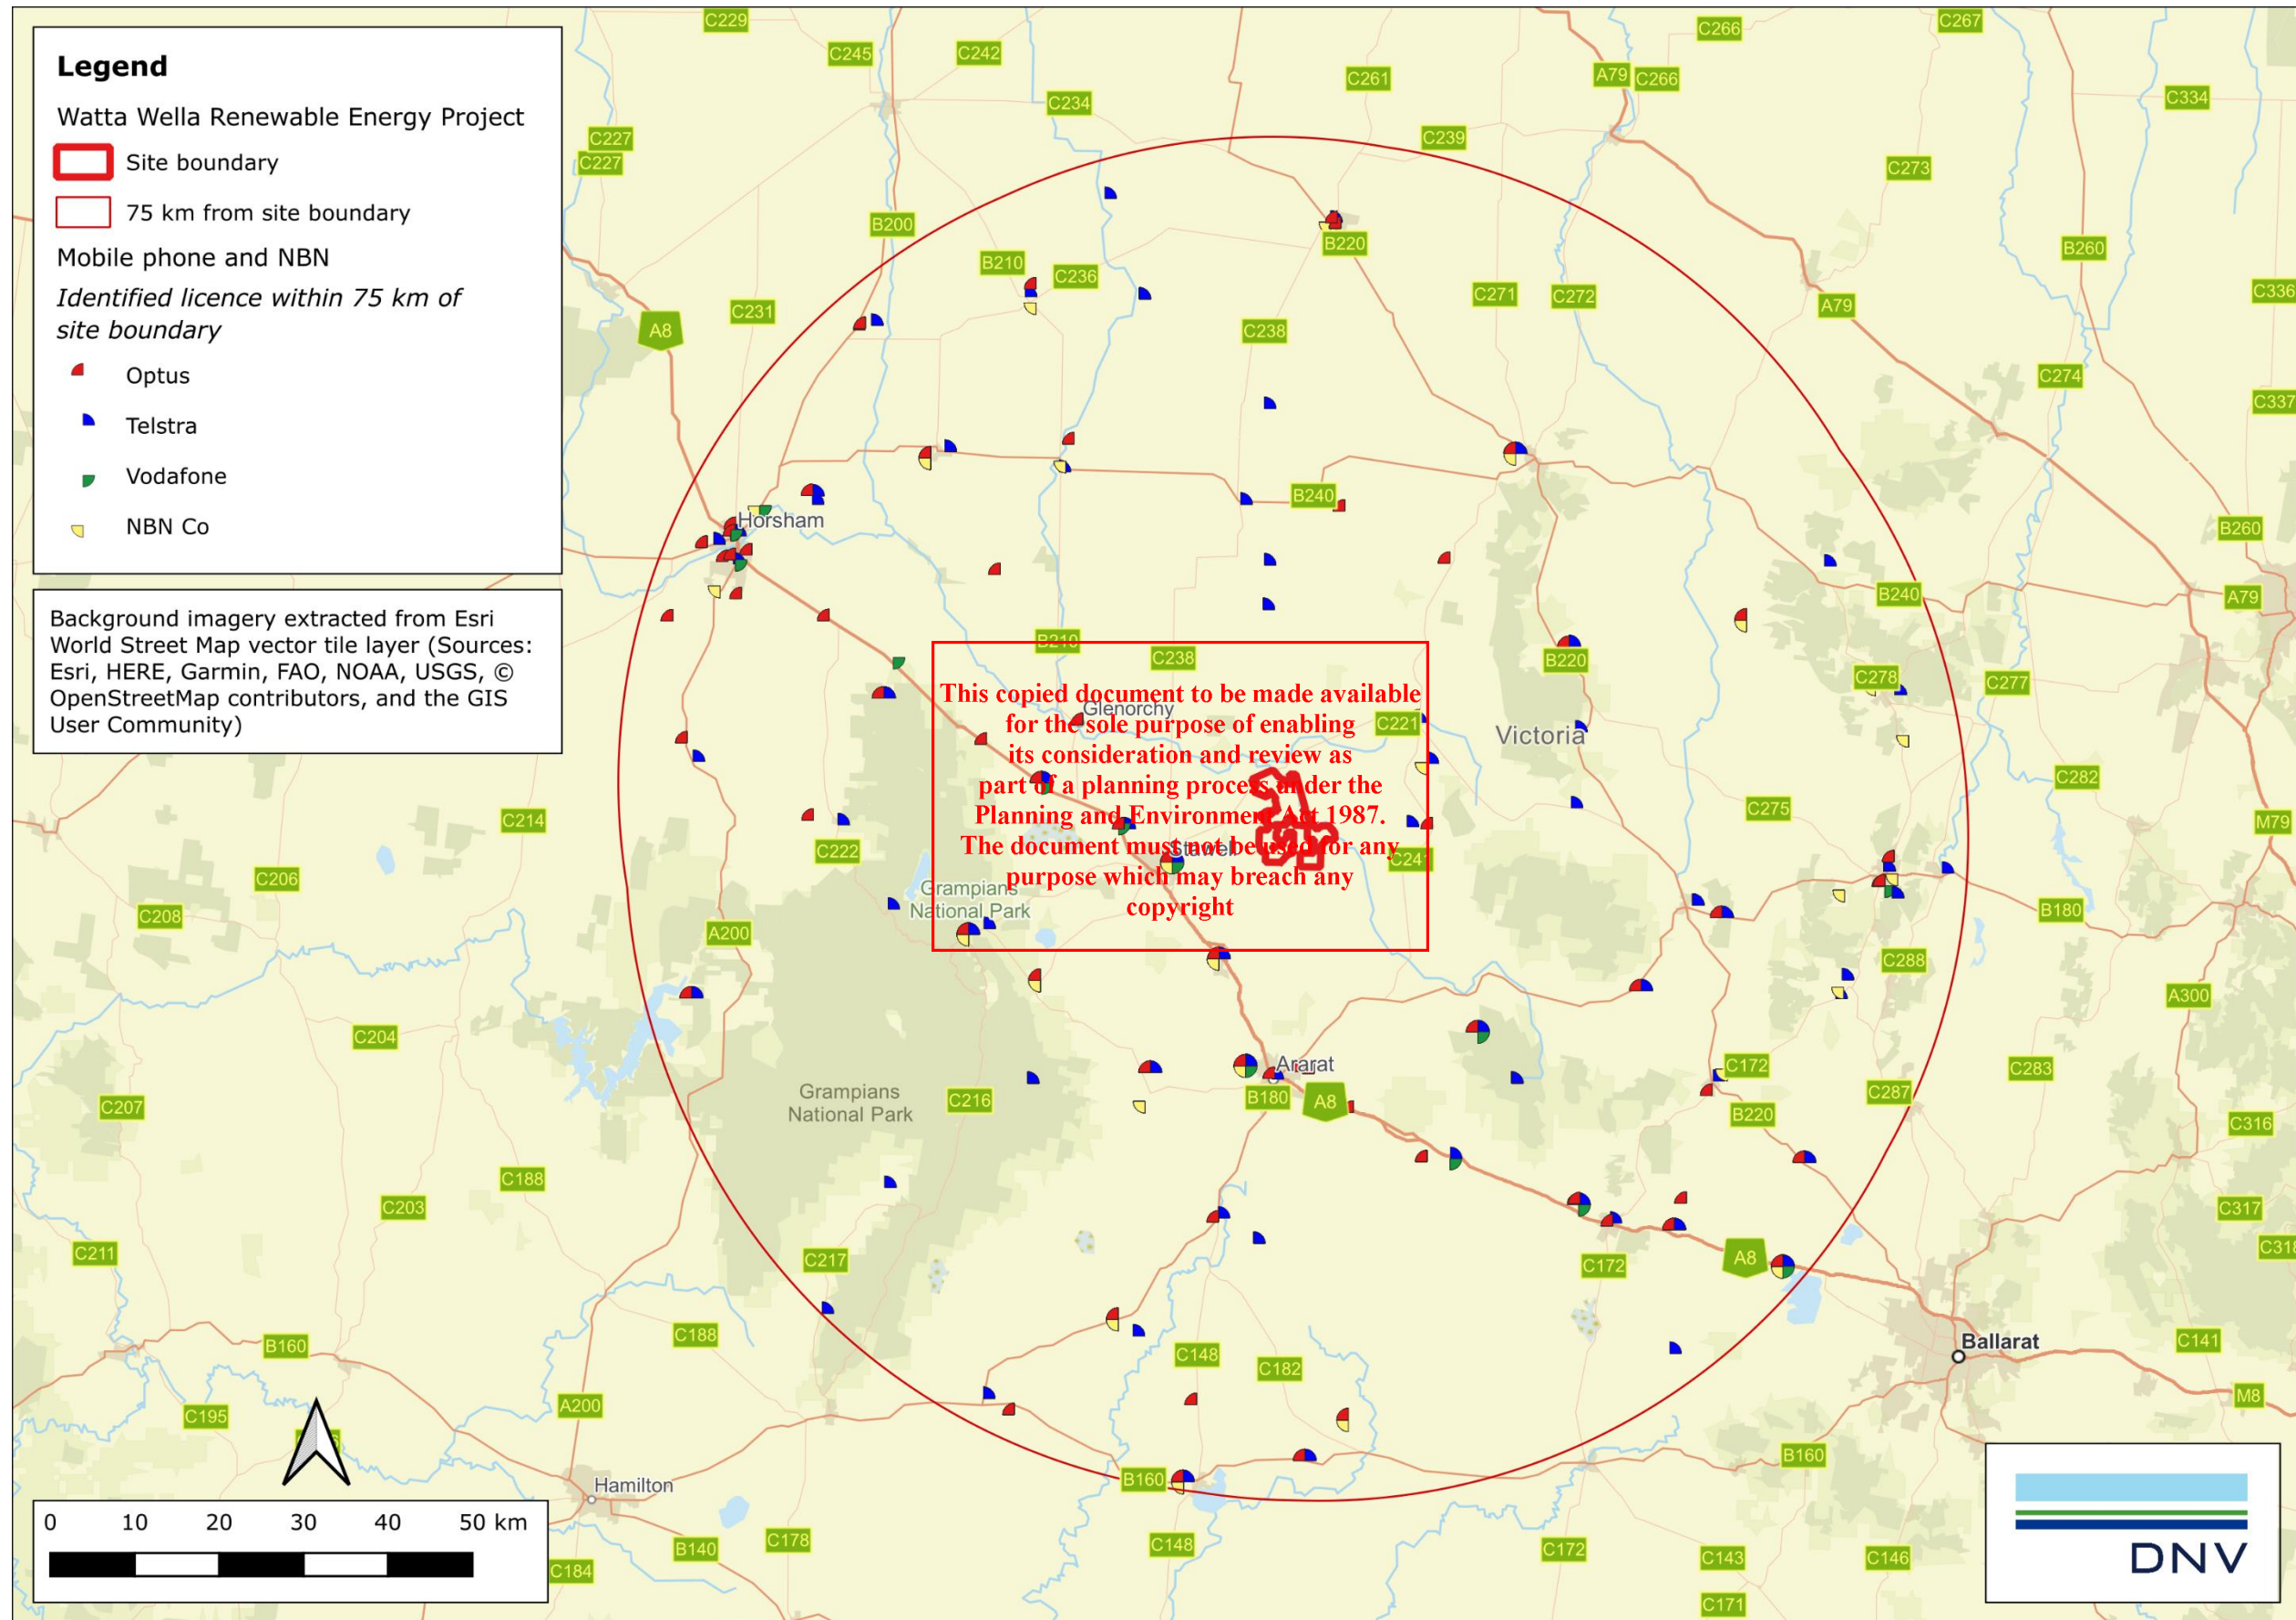 Legend
Watta Wella Renewable Energy Project
Site boundary
75 km from site boundary
Mobile phone and NBN
Identified licence within 75 km of
site boundary
Optus
Telstra
Vodafone
NBN Co
Background imagery extracted from Esri
World Street Map vector tile layer (Sources:
Esri, HERE, Garmin, FAO, NOAA, USGS, ©
OpenStreetMap contributors, and the GIS
User Community)
C229
C245
C242
C234
C261
A79
C266
C266
C267
C334
C227
C227
C239
C273
B200
B210
C236
B220
C271
C272
A79
B260
C336
C231
A8
C238
C274
C337
Horsham
B240
B260
B240
A79
B210
C238
B220
C278
C277
Glenorchy
C221
Victoria
This copied document to be made available
for the sole purpose of enabling
its consideration and review as
part of a planning process under the
Planning and Environment Act 1987.
The document must not be used for any
purpose which may breach any
copyright
Stawell
C241
C214
C222
C275
C282
M79
C206
C208
Grampians
National Park
A200
B180
C288
A300
C204
Ararat
C172
C283
Grampians
National Park
C216
B180
A8
C287
B220
C207
C316
C188
C203
C317
C211
C217
C172
A8
C318
B160
C188
C148
C182
Ballarat
C141
M8
C195
A200
B160
B160
Hamilton
0 10 20 30 40 50 km
C184
B140
C178
C148
C172
C143
C146
C171
DNV